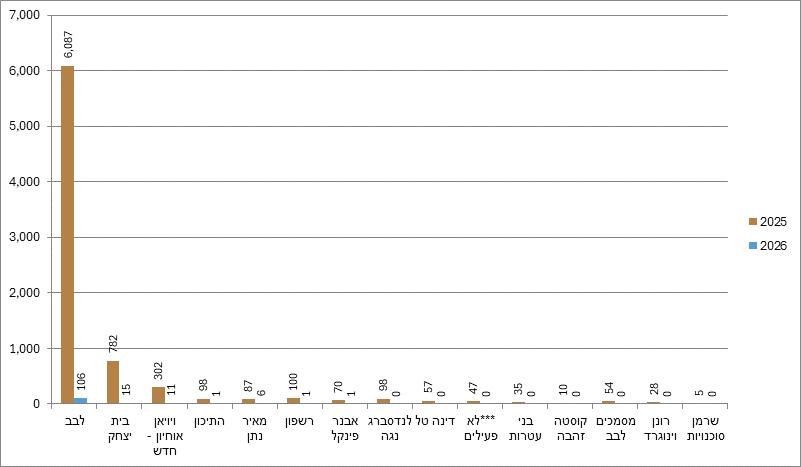 7,000
6,000
5,000
4,000
3,000
2,000
1,000
0
6,087
106
782
15
302
11
98
1
87
6
100
1
70
1
98
0
57
0
47
0
35
0
10
0
54
0
28
0
5
0
לבב
בית
יצחק
ויויאן
אוחיון -
חדש
התיכון
מאיר
נתן
רשפון
אבנר
פינקל
לנדסברג
נגה
דינה טל
לא***
פעילים
בני
עטרות
קוסטה
זהבה
מסמכים
לבב
רונן
וינוגרד
שרמן
סוכנויות
2025
2026